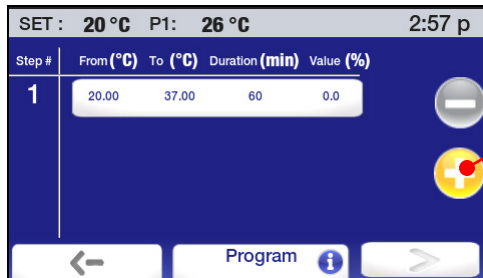 SET : 20 °C P1: 26 °C 2:57 p
Step # From (°C) To (°C) Duration (min) Value (%)
1 20.00 37.00 60 0.0
Program i